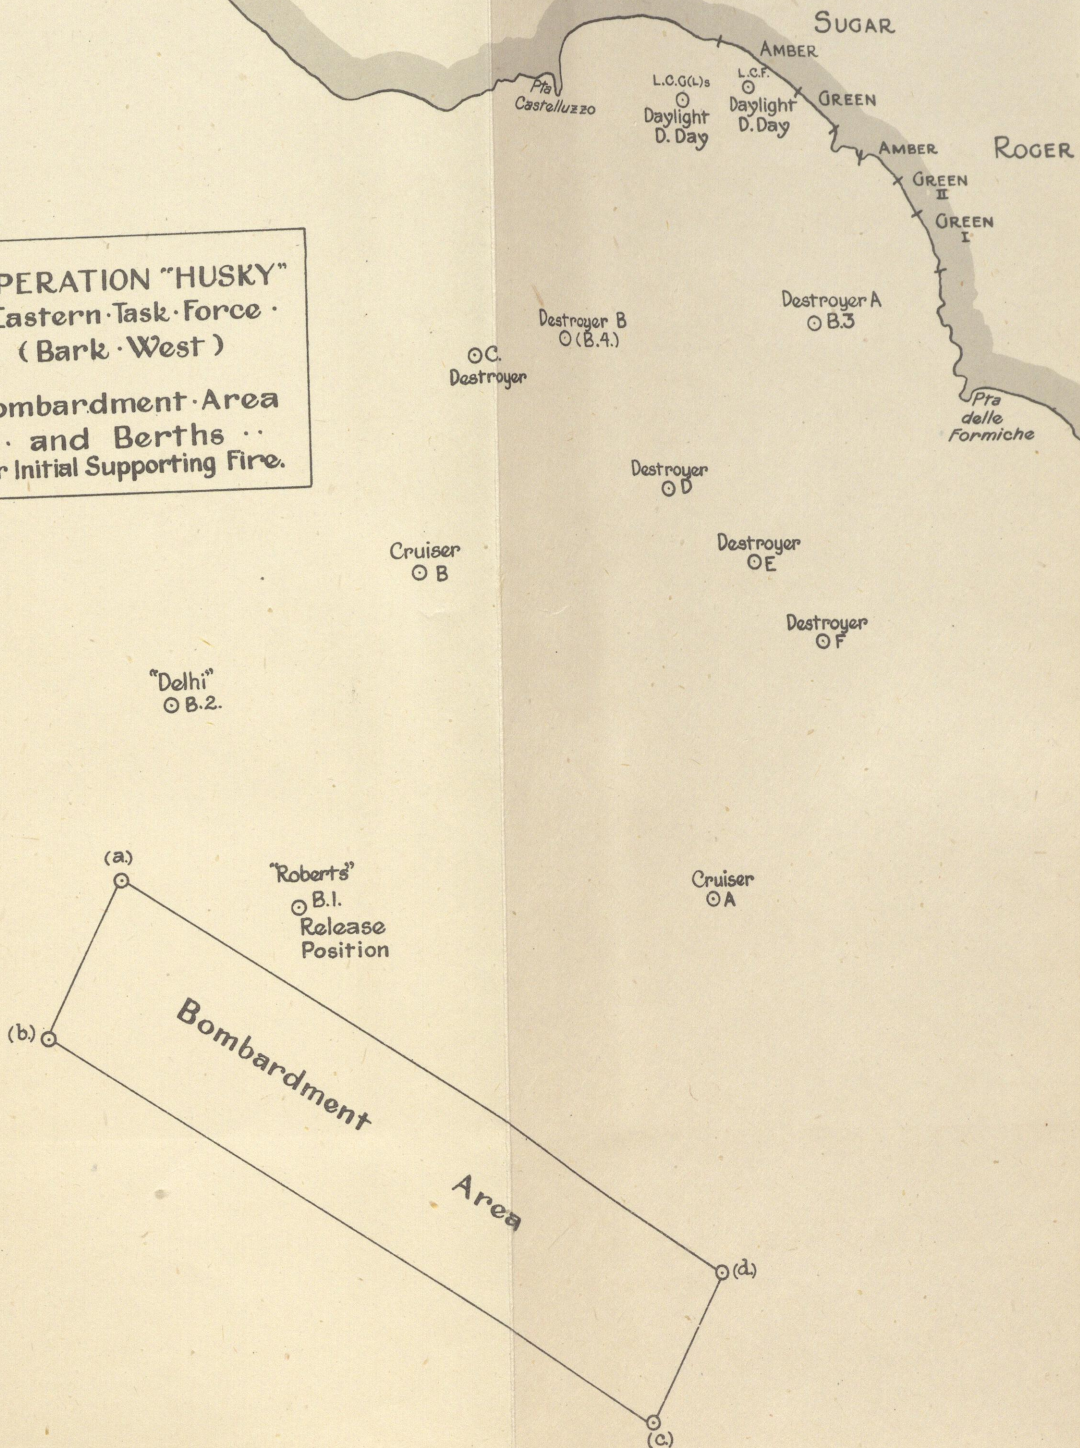 SUGAR
AMBER
L.C.G(L)s
Daylight
D. Day
L.C.F.
Daylight
D. Day
GREEN
Pta
Castelluzzo
AMBER
ROGER
GREEN
II
GREEN
I
PERATION "HUSKY"
Eastern·Task·Force·
(Bark·West)
ombardment·Area
·· and Berths ··
r Initial Supporting Fire.
Destroyer A
B.3
Destroyer B
(B.4.)
C.
Destroyer
Pta
delle
Formiche
Destroyer
D
Destroyer
E
Cruiser
B
Destroyer
F
"Delhi"
B.2.
(a.)
"Roberts"
B.1.
Release
Position
Cruiser
A
(b.)
Bombardment
Area
(d.)
(c.)